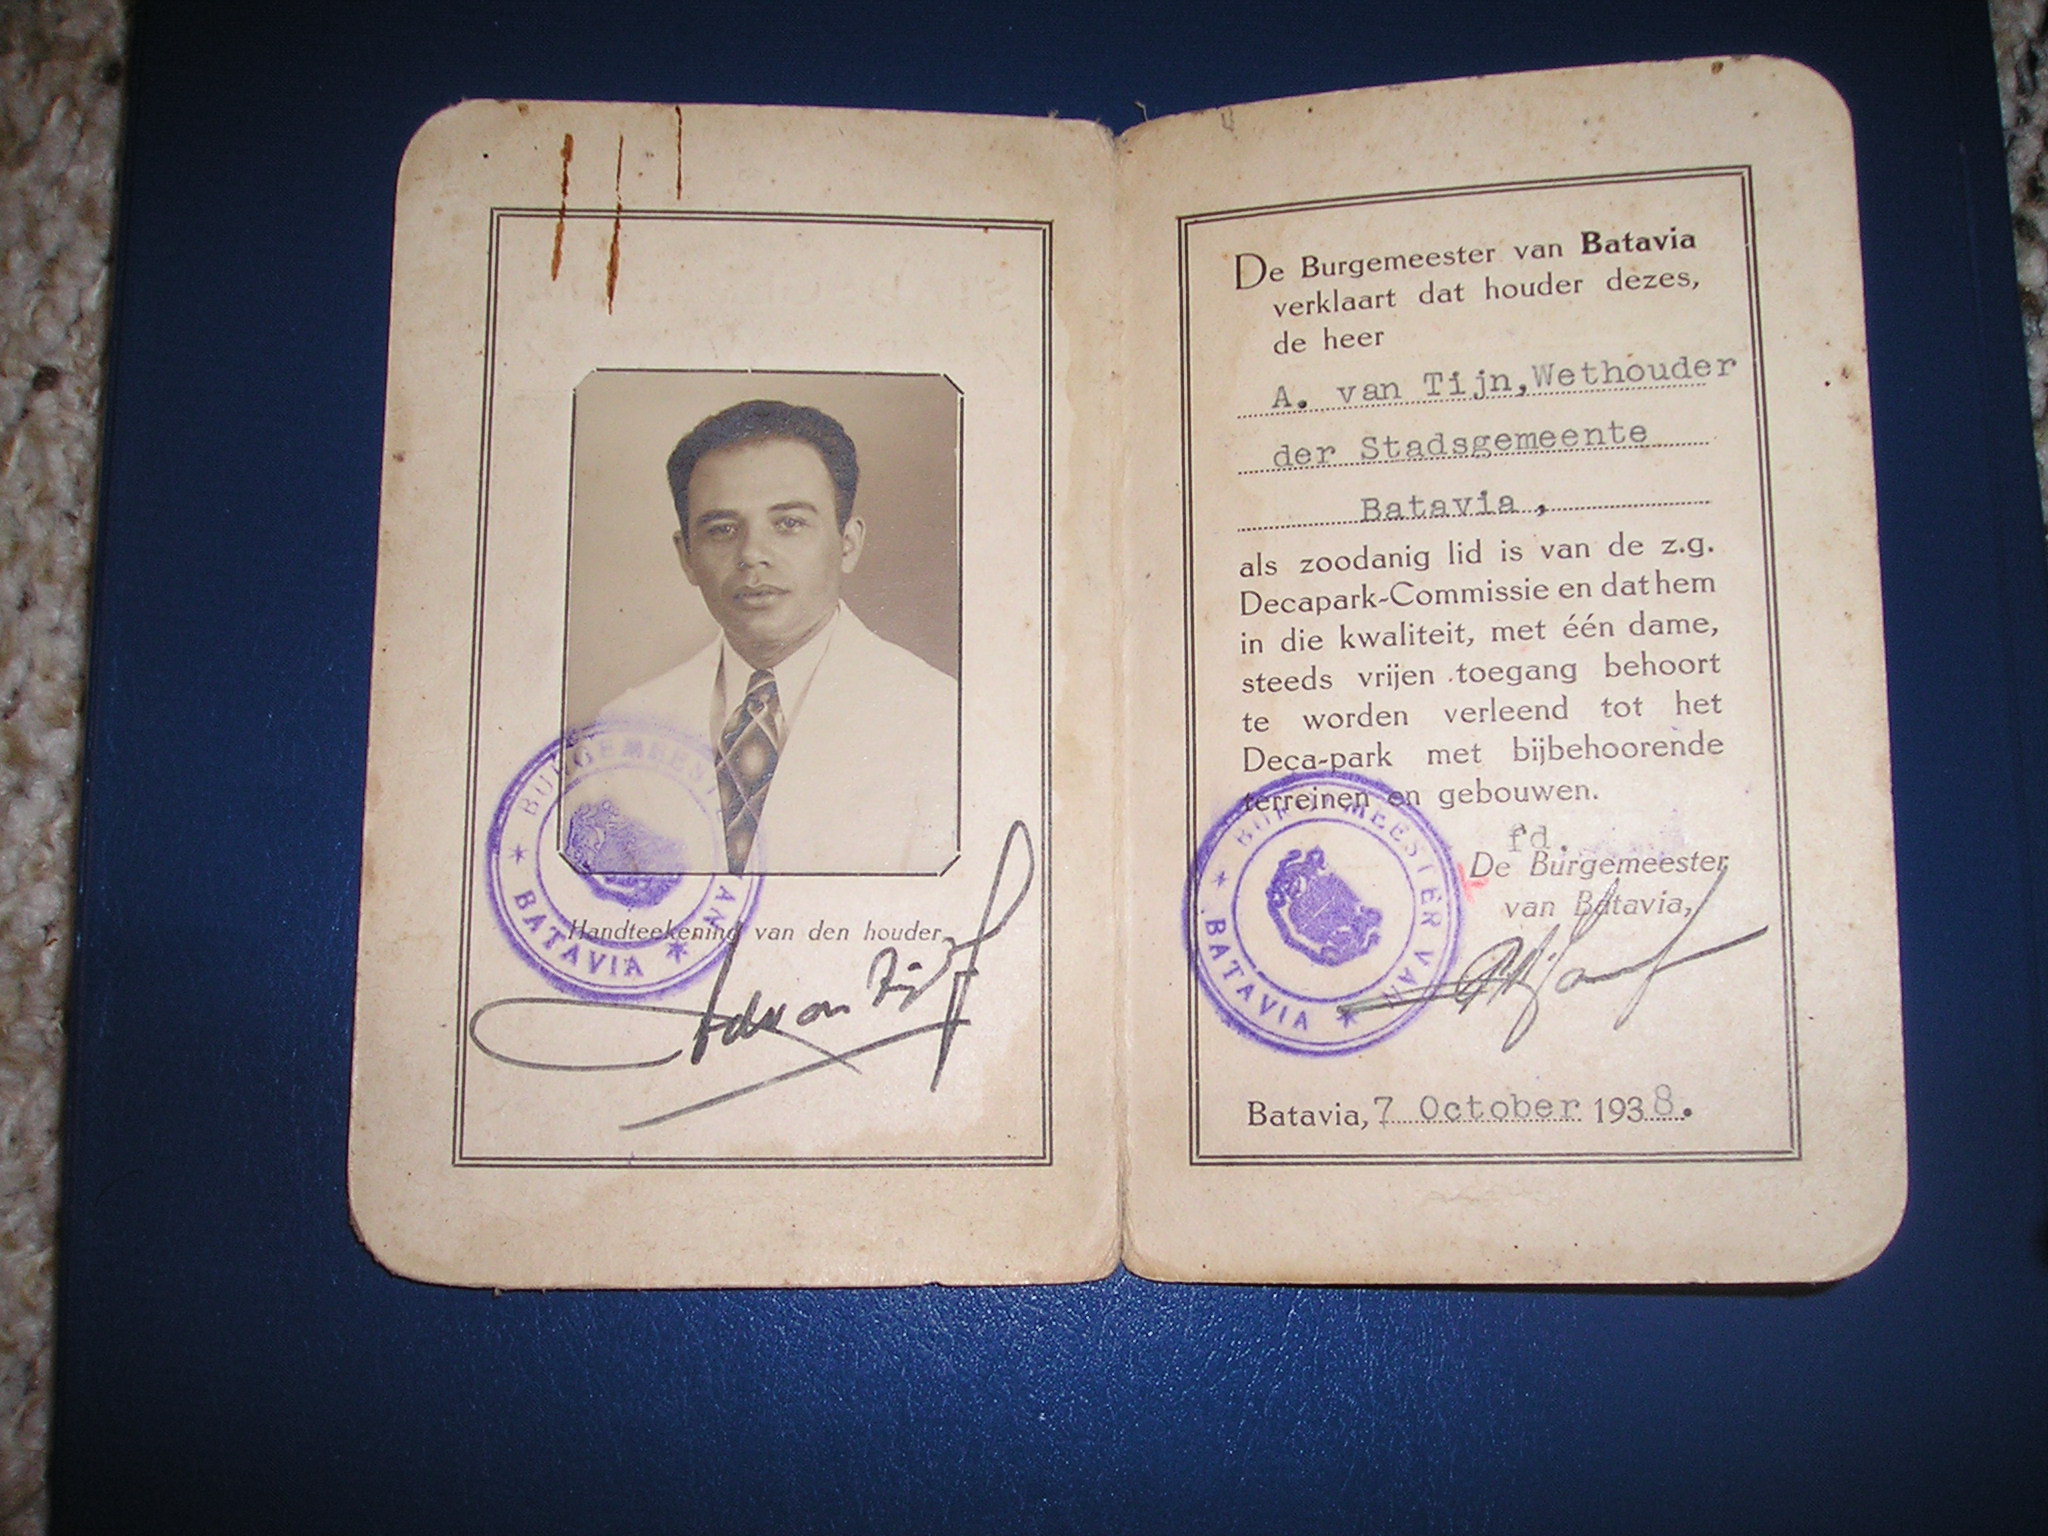 BURGEMEESTER VAN BATAVIA
Handteekening van den houder,
De Burgemeester van Batavia
verklaart dat houder dezes,
de heer
A. van Tijn,Wethouder
der Stadsgemeente
Batavia,
als zoodanig lid is van de z.g.
Decapark-Commissie en dat hem
in die kwaliteit, met één dame,
steeds vrijen toegang behoort
te worden verleend tot het
Deca-park met bijbehoorende
terreinen en gebouwen.
fd.
De Burgemeester
van Batavia,
BURGEMEESTER VAN BATAVIA
Batavia, 7 October 1938.